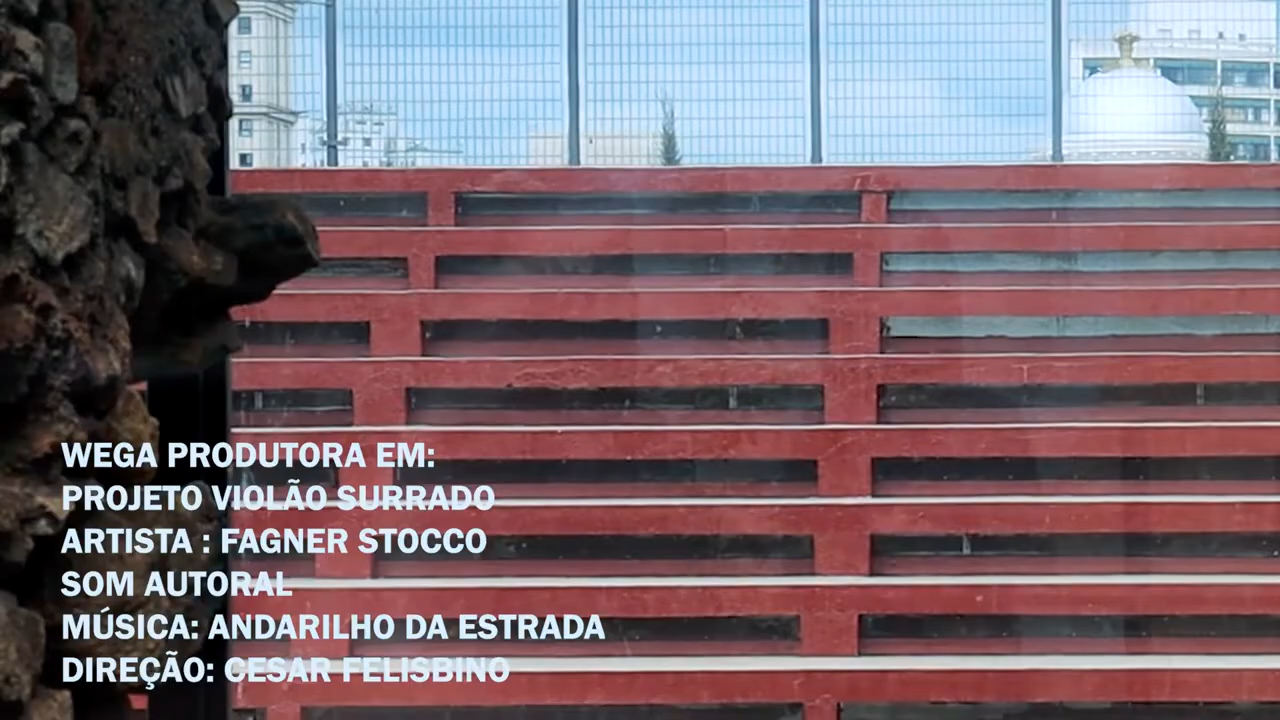 WEGA PRODUTORA EM:
PROJETO VIOLÃO SURRADO
ARTISTA : FAGNER STOCCO
SOM AUTORAL
MÚSICA: ANDARILHO DA ESTRADA
DIREÇÃO: CESAR FELISBINO